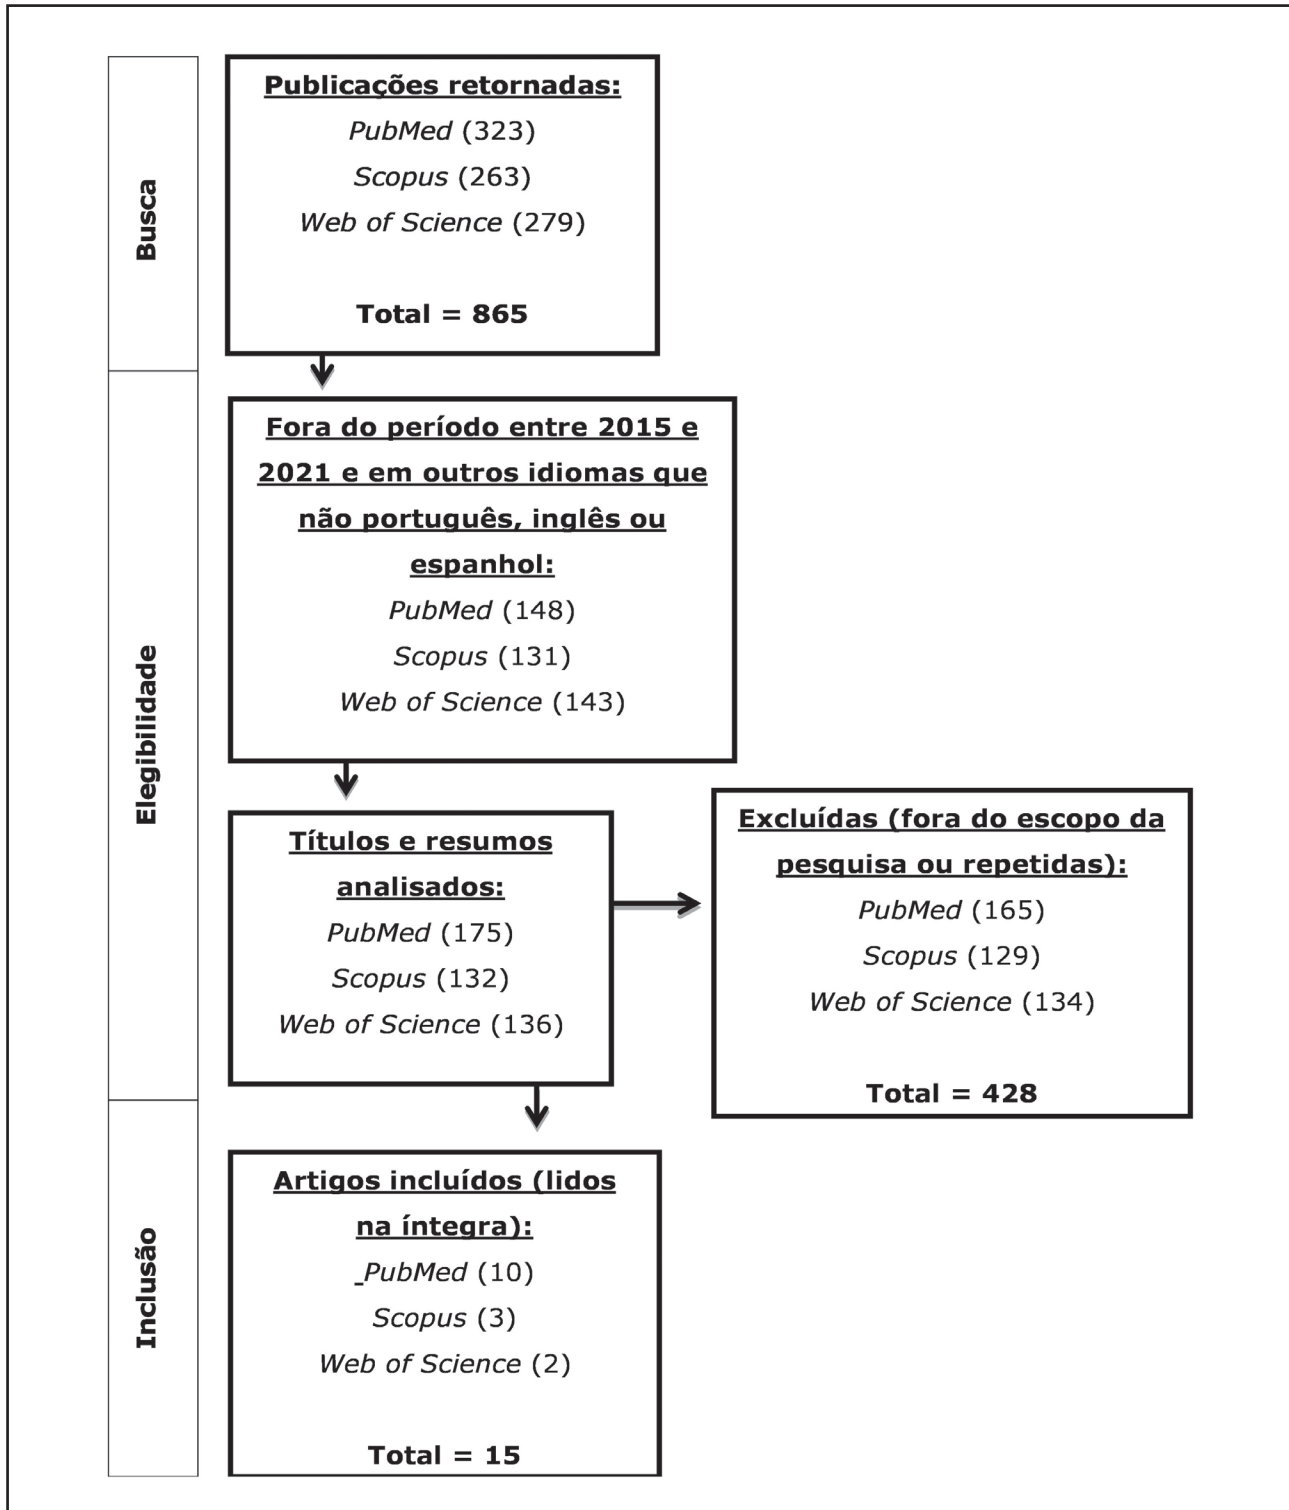 Busca
Publicações retornadas:
PubMed (323)
Scopus (263)
Web of Science (279)
Total = 865
Elegibilidade
Fora do período entre 2015 e
2021 e em outros idiomas que
não português, inglês ou
espanhol:
PubMed (148)
Scopus (131)
Web of Science (143)
Títulos e resumos
analisados:
PubMed (175)
Scopus (132)
Web of Science (136)
Excluídas (fora do escopo da
pesquisa ou repetidas):
PubMed (165)
Scopus (129)
Web of Science (134)
Total = 428
Inclusão
Artigos incluídos (lidos
na íntegra):
PubMed (10)
Scopus (3)
Web of Science (2)
Total = 15